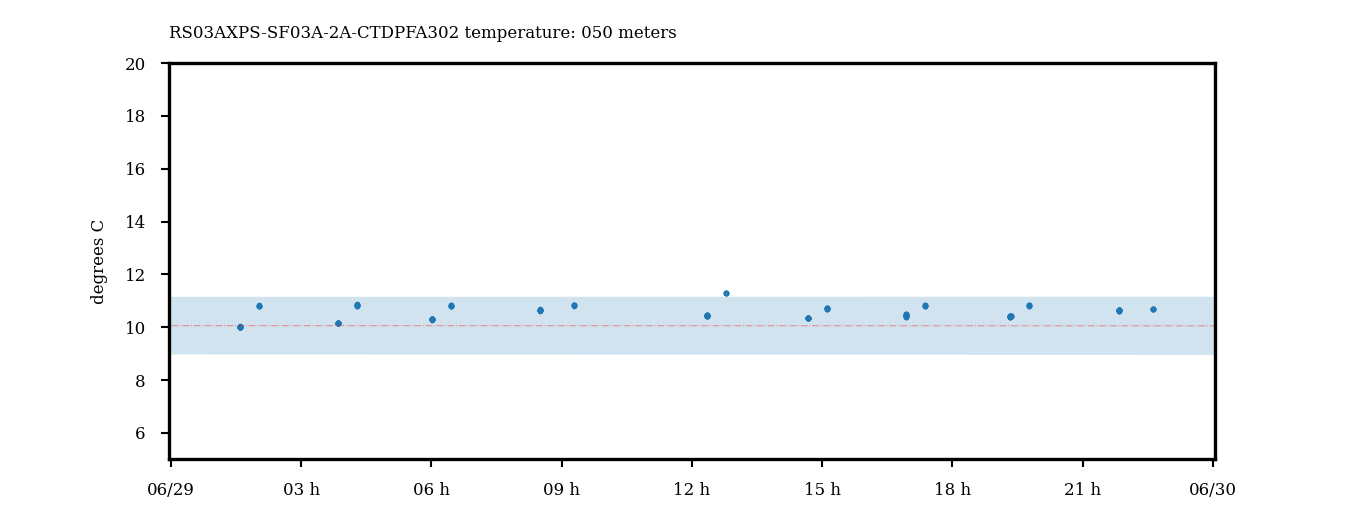 RS03AXPS-SF03A-2A-CTDPFA302 temperature: 050 meters
20
18
16
14
12
10
8
6
degrees C
06/29
03 h
06 h
09 h
12 h
15 h
18 h
21 h
06/30